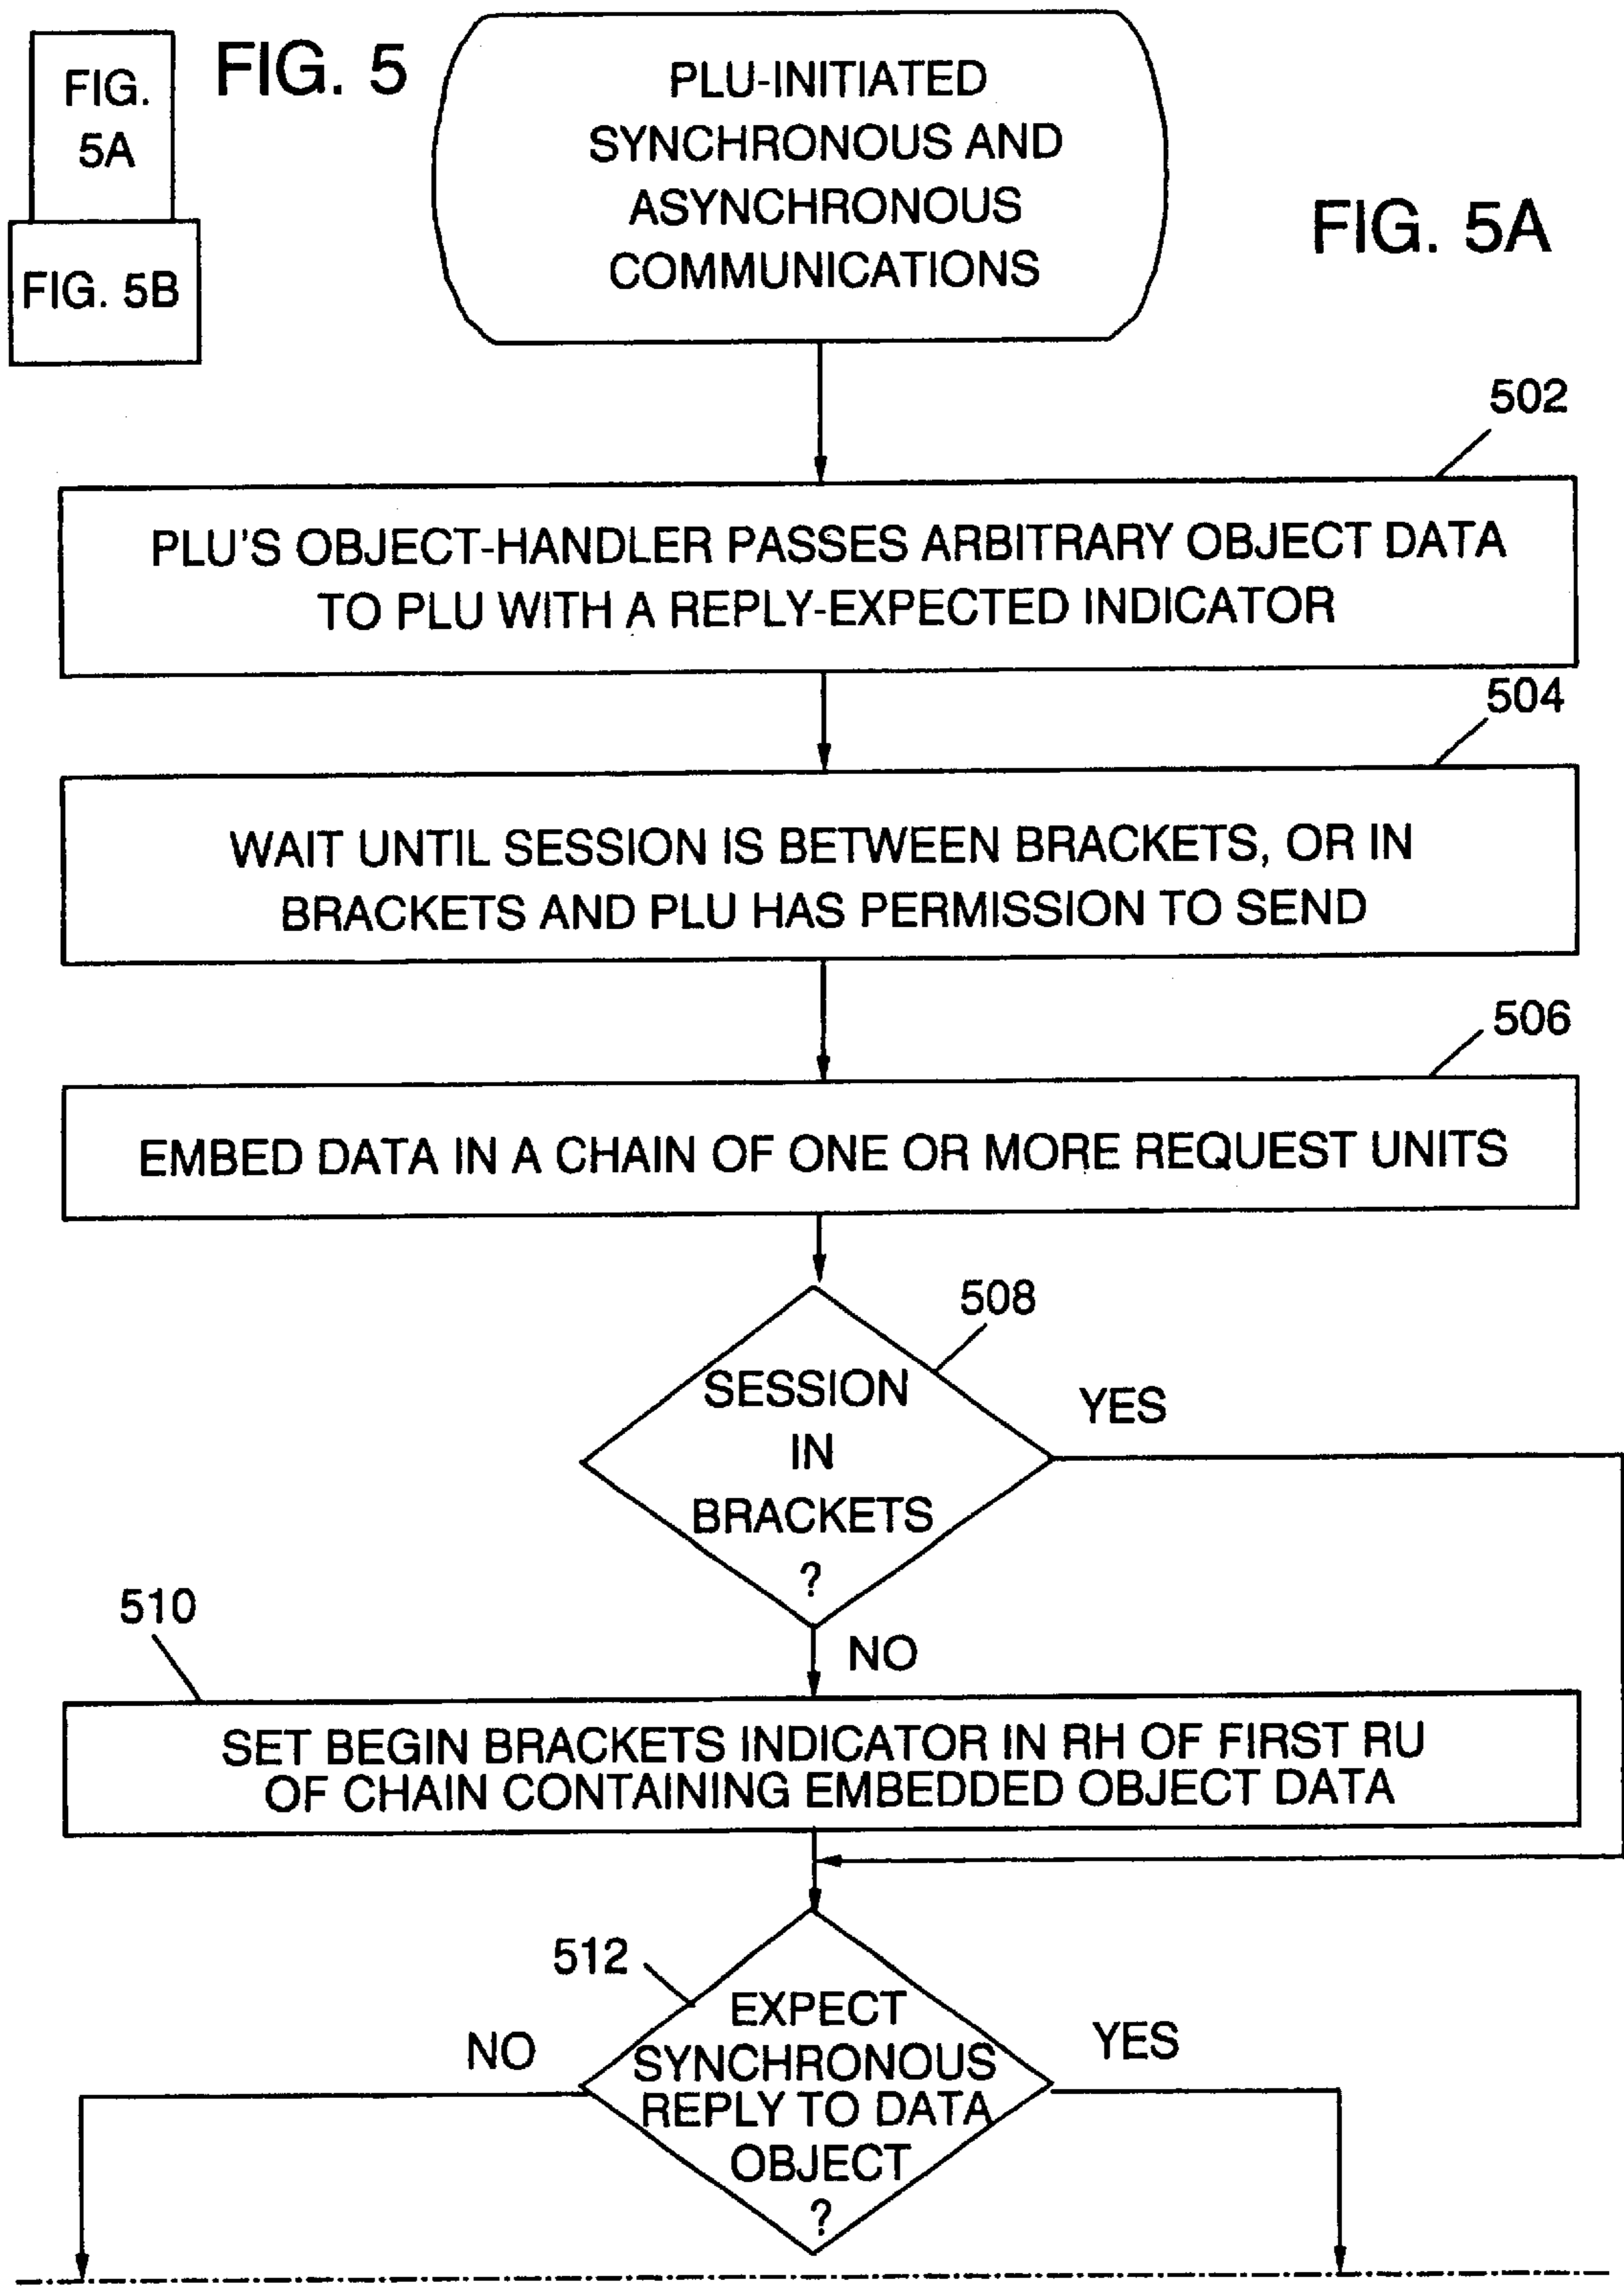 FIG. 5
FIG.
5A
FIG. 5B
PLU-INITIATED
SYNCHRONOUS AND
ASYNCHRONOUS
COMMUNICATIONS
FIG. 5A
502
PLU'S OBJECT-HANDLER PASSES ARBITRARY OBJECT DATA
TO PLU WITH A REPLY-EXPECTED INDICATOR
504
WAIT UNTIL SESSION IS BETWEEN BRACKETS, OR IN
BRACKETS AND PLU HAS PERMISSION TO SEND
506
EMBED DATA IN A CHAIN OF ONE OR MORE REQUEST UNITS
508
SESSION
IN
BRACKETS
?
YES
NO
510
SET BEGIN BRACKETS INDICATOR IN RH OF FIRST RU
OF CHAIN CONTAINING EMBEDDED OBJECT DATA
512
EXPECT
SYNCHRONOUS
REPLY TO DATA
OBJECT
?
NO
YES